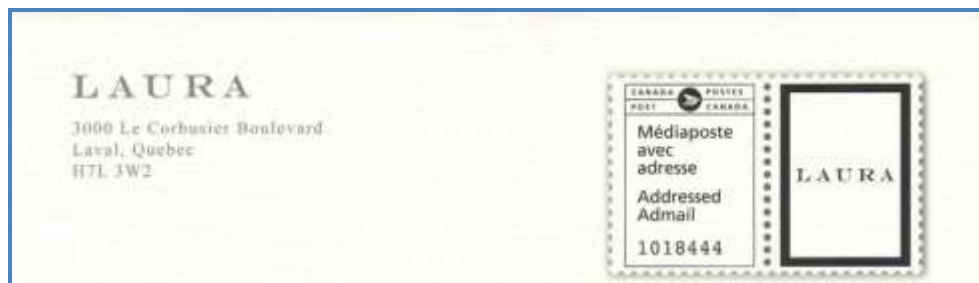 LAURA
3000 Le Corbusier Boulevard
Laval, Quebec
H7L 3W2
CANADA POSTES
POST CANADA
Médiaposte
avec
adresse
Addressed
Admail
1018444
LAURA